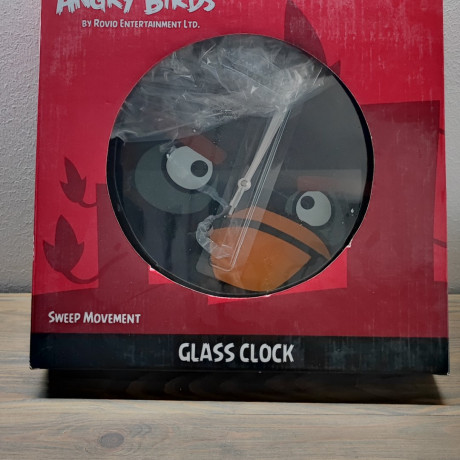 ANGRY BIRDS
BY ROVIO ENTERTAINMENT LTD.
SWEEP MOVEMENT
GLASS CLOCK